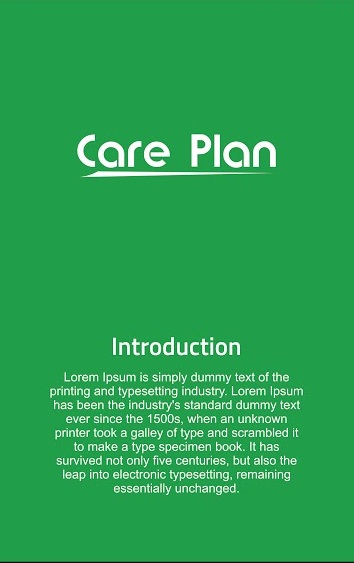 Care Plan
Introduction
Lorem Ipsum is simply dummy text of the
printing and typesetting industry. Lorem Ipsum
has been the industry's standard dummy text
ever since the 1500s, when an unknown
printer took a galley of type and scrambled it
to make a type specimen book. It has
survived not only five centuries, but also the
leap into electronic typesetting, remaining
essentially unchanged.